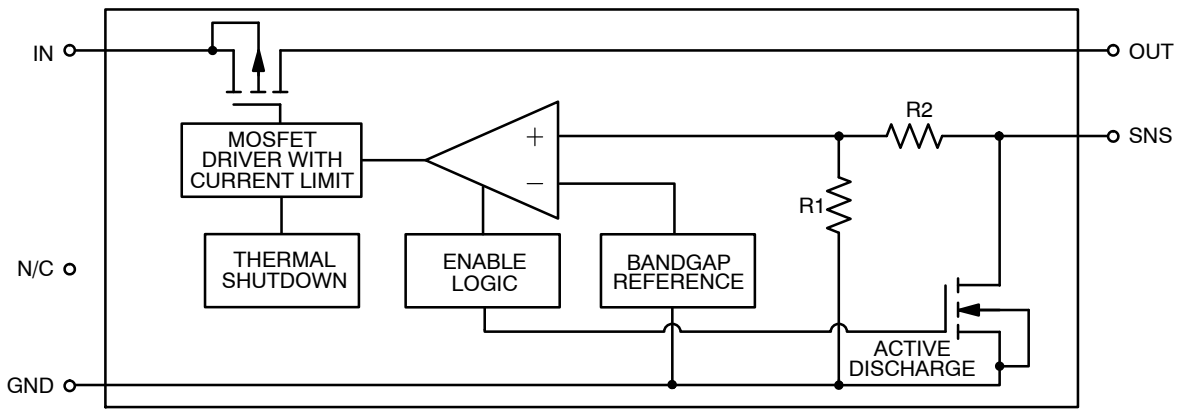 IN
OUT
R2
SNS
MOSFET
DRIVER WITH
CURRENT LIMIT
+
−
R1
N/C
THERMAL
SHUTDOWN
ENABLE
LOGIC
BANDGAP
REFERENCE
ACTIVE
DISCHARGE
GND